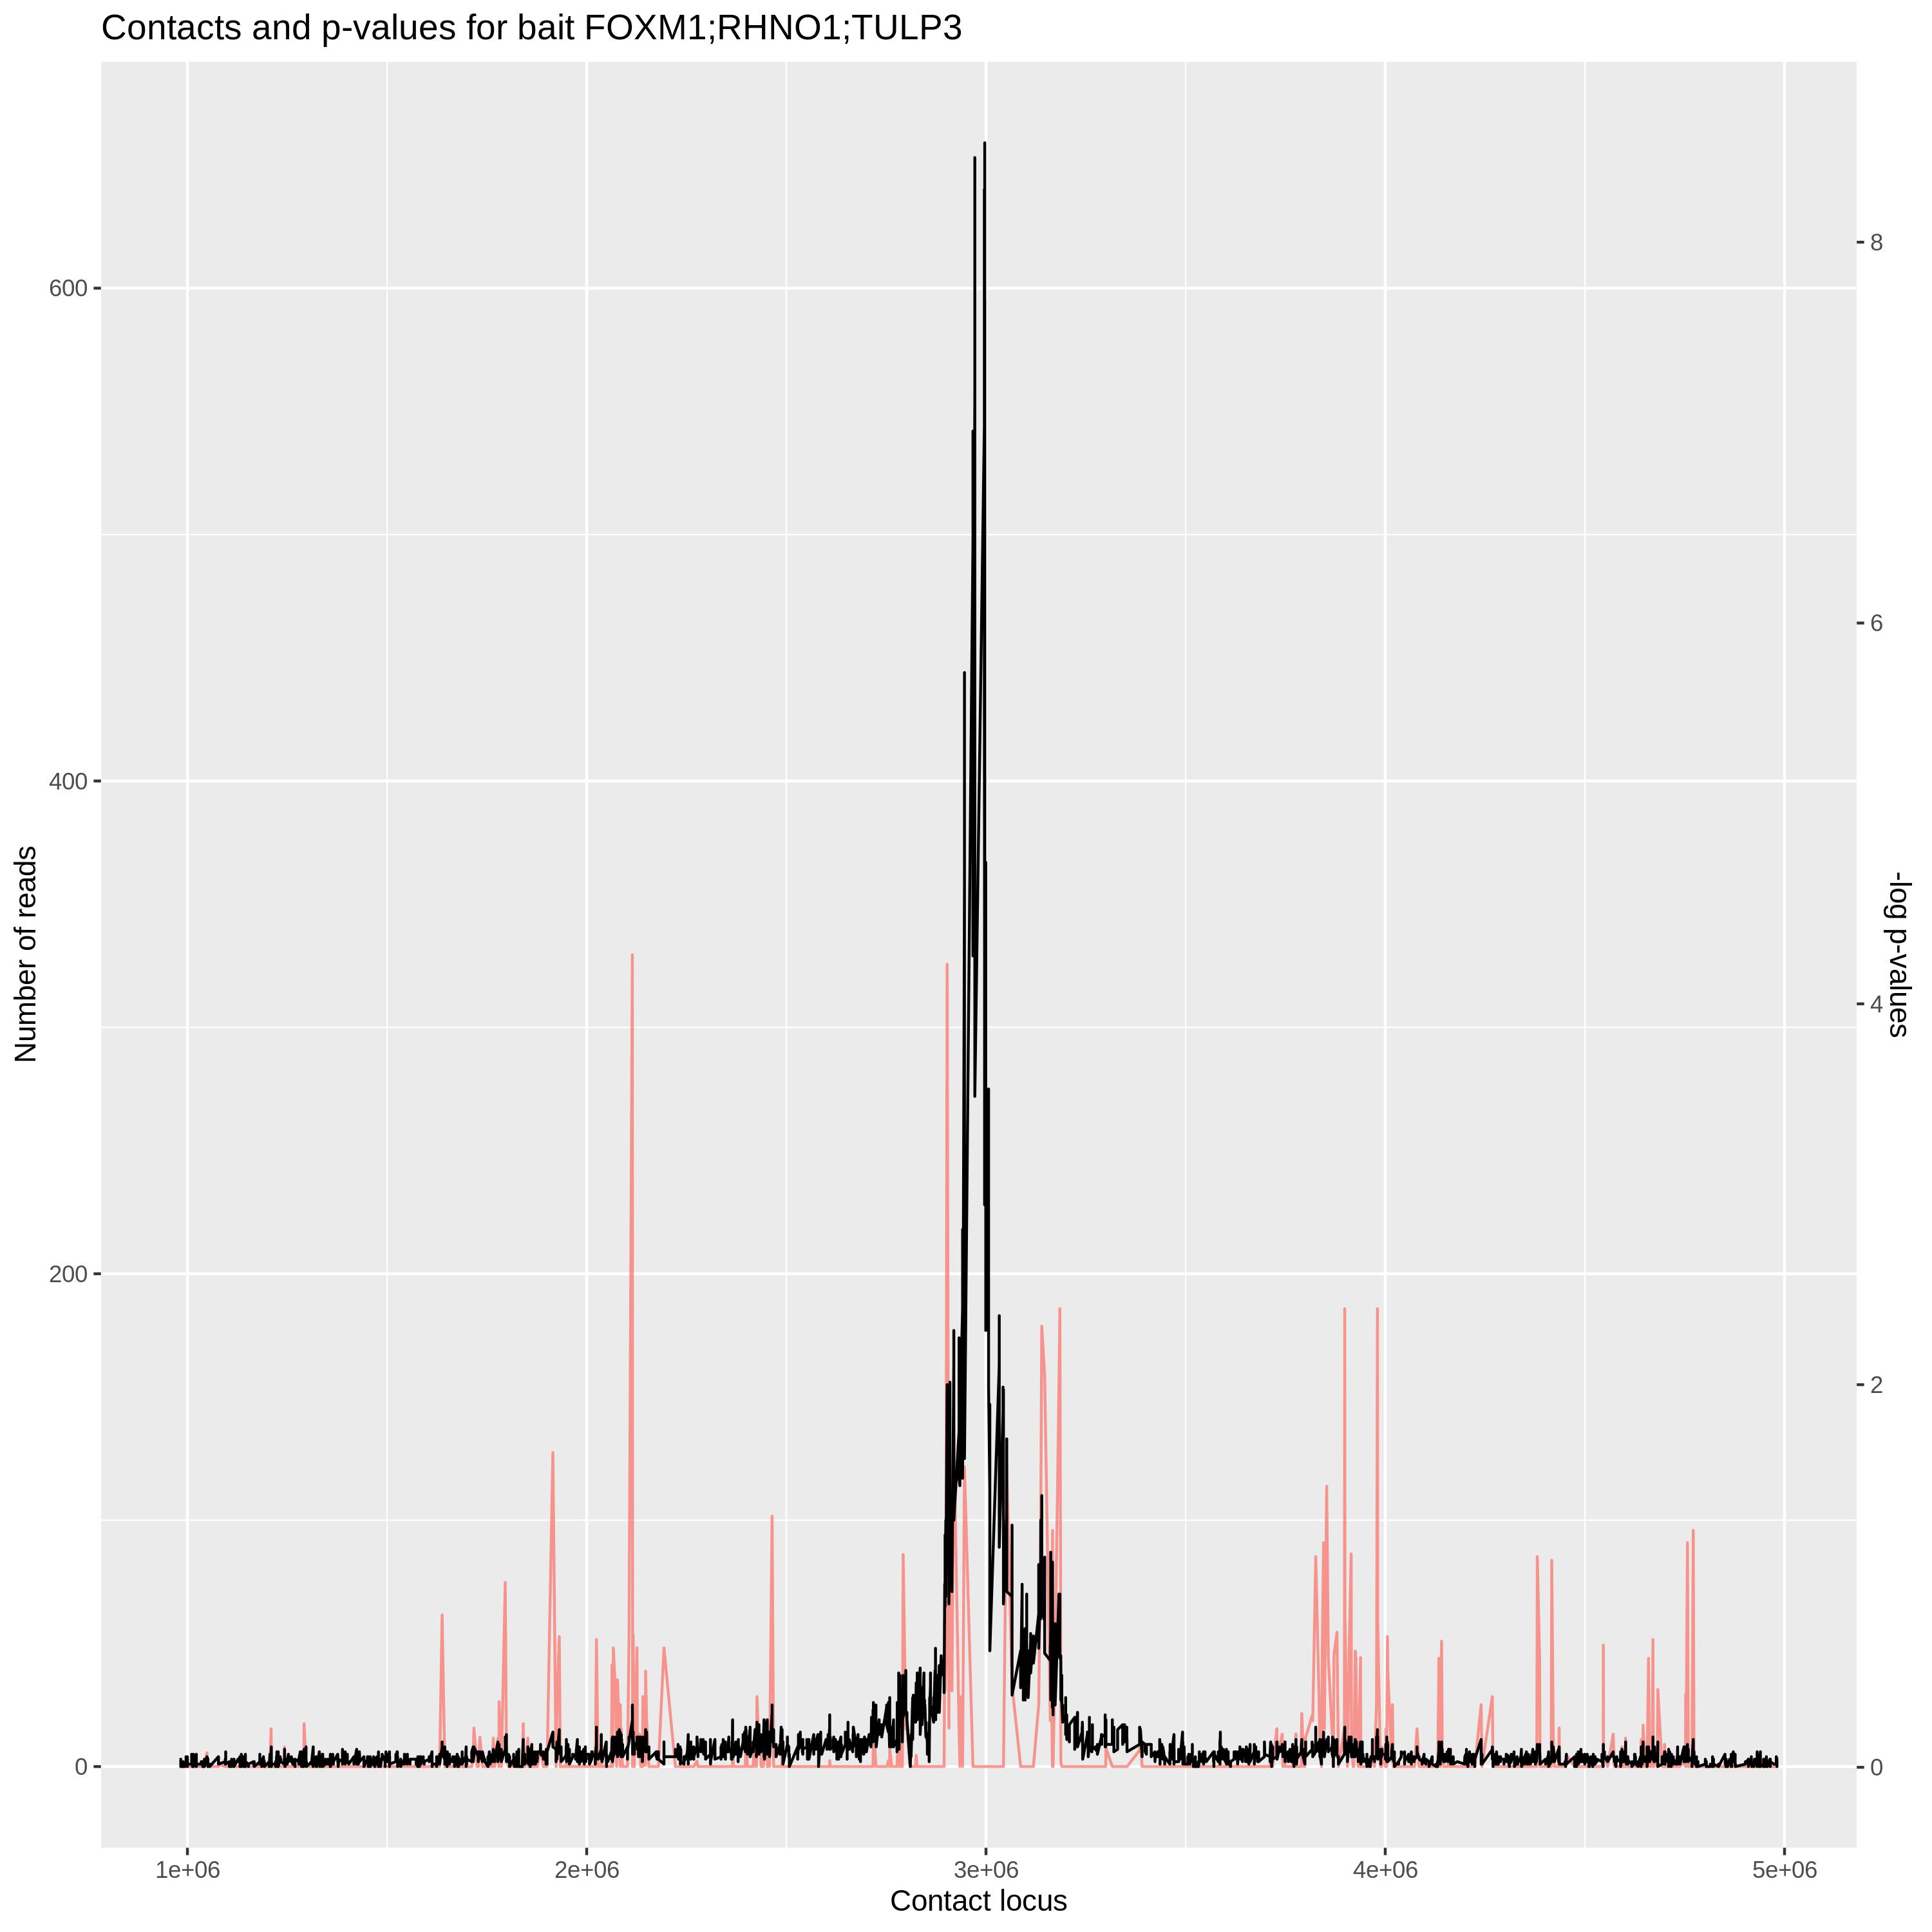 Contacts and p-values for bait FOXM1;RHNO1;TULP3
600
400
200
0
Number of reads
8
6
4
2
0
-log p-values
1e+06
2e+06
3e+06
4e+06
5e+06
Contact locus